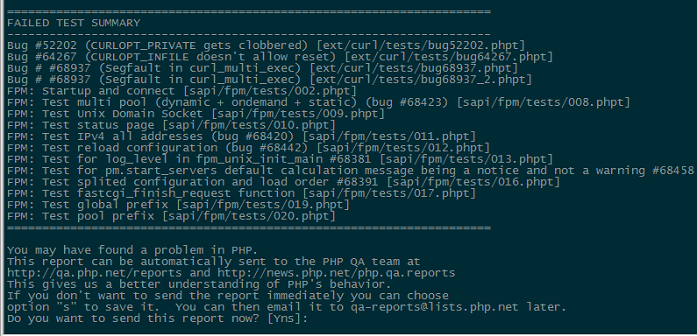 =====================================================================
FAILED TEST SUMMARY
---------------------------------------------------------------------
Bug #52202 (CURLOPT_PRIVATE gets clobbered) [ext/curl/tests/bug52202.phpt]
Bug #64267 (CURLOPT_INFILE doesn't allow reset) [ext/curl/tests/bug64267.phpt]
Bug # #68937 (Segfault in curl_multi_exec) [ext/curl/tests/bug68937.phpt]
Bug # #68937 (Segfault in curl_multi_exec) [ext/curl/tests/bug68937_2.phpt]
FPM: Startup and connect [sapi/fpm/tests/002.phpt]
FPM: Test multi pool (dynamic + ondemand + static) (bug #68423) [sapi/fpm/tests/008.phpt]
FPM: Test Unix Domain Socket [sapi/fpm/tests/009.phpt]
FPM: Test status page [sapi/fpm/tests/010.phpt]
FPM: Test IPv4 all addresses (bug #68420) [sapi/fpm/tests/011.phpt]
FPM: Test reload configuration (bug #68442) [sapi/fpm/tests/012.phpt]
FPM: Test for log_level in fpm_unix_init_main #68381 [sapi/fpm/tests/013.phpt]
FPM: Test for pm.start_servers default calculation message being a notice and not a warning #68458
FPM: Test splited configuration and load order #68391 [sapi/fpm/tests/016.phpt]
FPM: Test fastcgi_finish_request function [sapi/fpm/tests/017.phpt]
FPM: Test global prefix [sapi/fpm/tests/019.phpt]
FPM: Test pool prefix [sapi/fpm/tests/020.phpt]
=====================================================================
You may have found a problem in PHP.
This report can be automatically sent to the PHP QA team at
http://qa.php.net/reports and http://news.php.net/php.qa.reports
This gives us a better understanding of PHP's behavior.
If you don't want to send the report immediately you can choose
option "s" to save it.  You can then email it to qa-reports@lists.php.net later.
Do you want to send this report now? [Yns]: